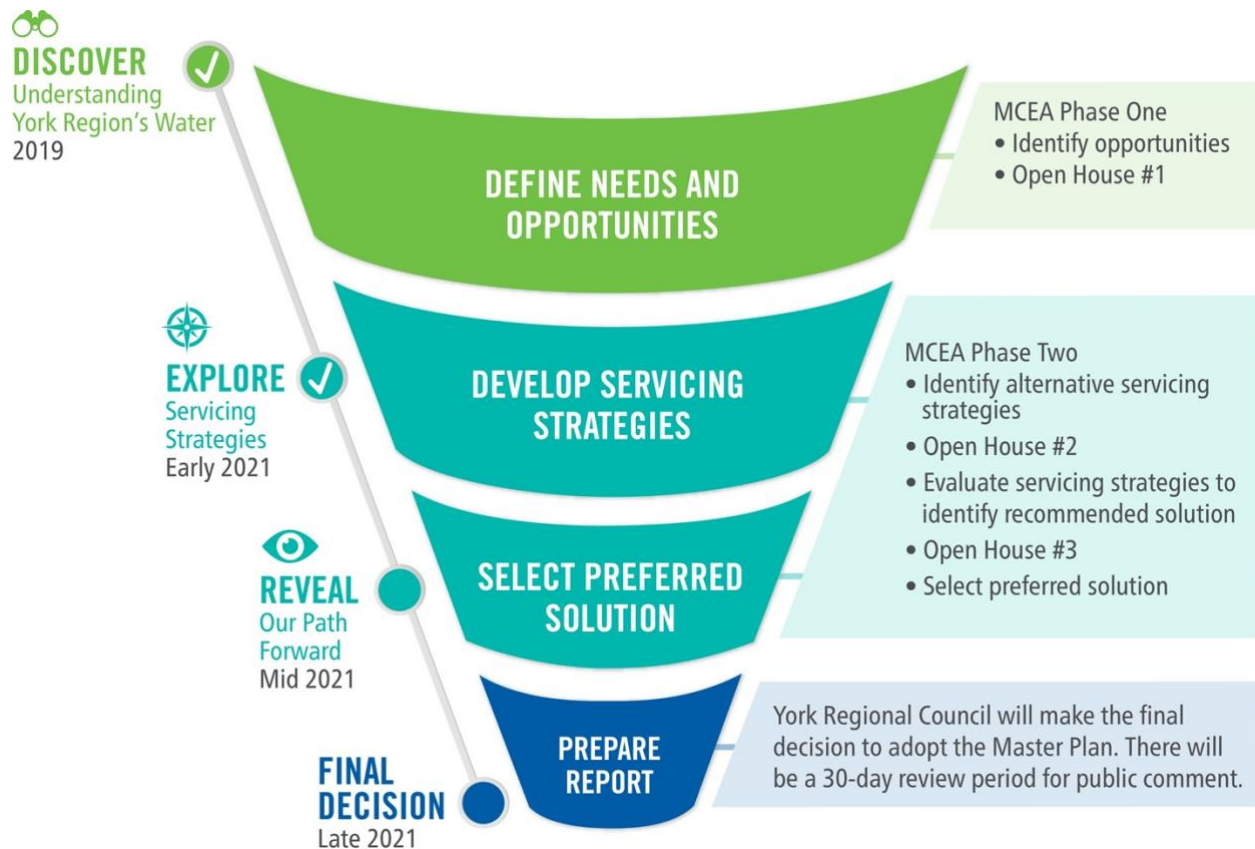 DISCOVER
Understanding
York Region's Water
2019
DEFINE NEEDS AND
OPPORTUNITIES
MCEA Phase One
• Identify opportunities
• Open House #1
EXPLORE
Servicing
Strategies
Early 2021
DEVELOP SERVICING
STRATEGIES
MCEA Phase Two
• Identify alternative servicing
strategies
• Open House #2
• Evaluate servicing strategies to
identify recommended solution
• Open House #3
• Select preferred solution
REVEAL
Our Path
Forward
Mid 2021
SELECT PREFERRED
SOLUTION
FINAL
DECISION
Late 2021
PREPARE
REPORT
York Regional Council will make the final
decision to adopt the Master Plan. There will
be a 30-day review period for public comment.